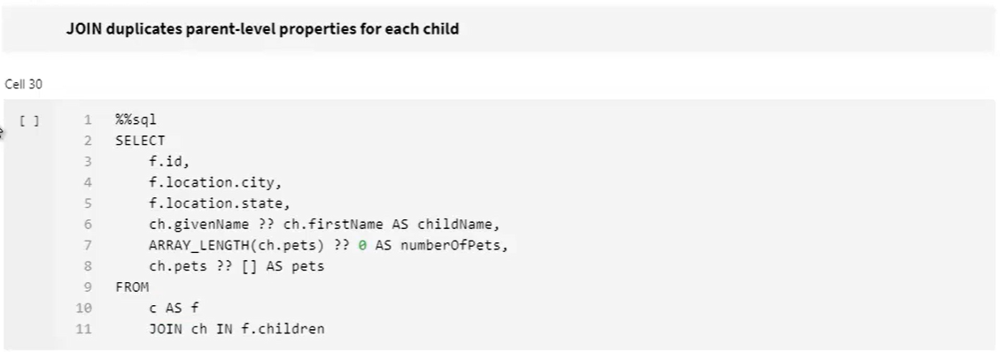 JOIN duplicates parent-level properties for each child
Cell 30
[ ]
1 %%sql
2 SELECT
3     f.id,
4     f.location.city,
5     f.location.state,
6     ch.givenName ?? ch.firstName AS childName,
7     ARRAY_LENGTH(ch.pets) ?? 0 AS numberOfPets,
8     ch.pets ?? [] AS pets
9 FROM
10     c AS f
11     JOIN ch IN f.children